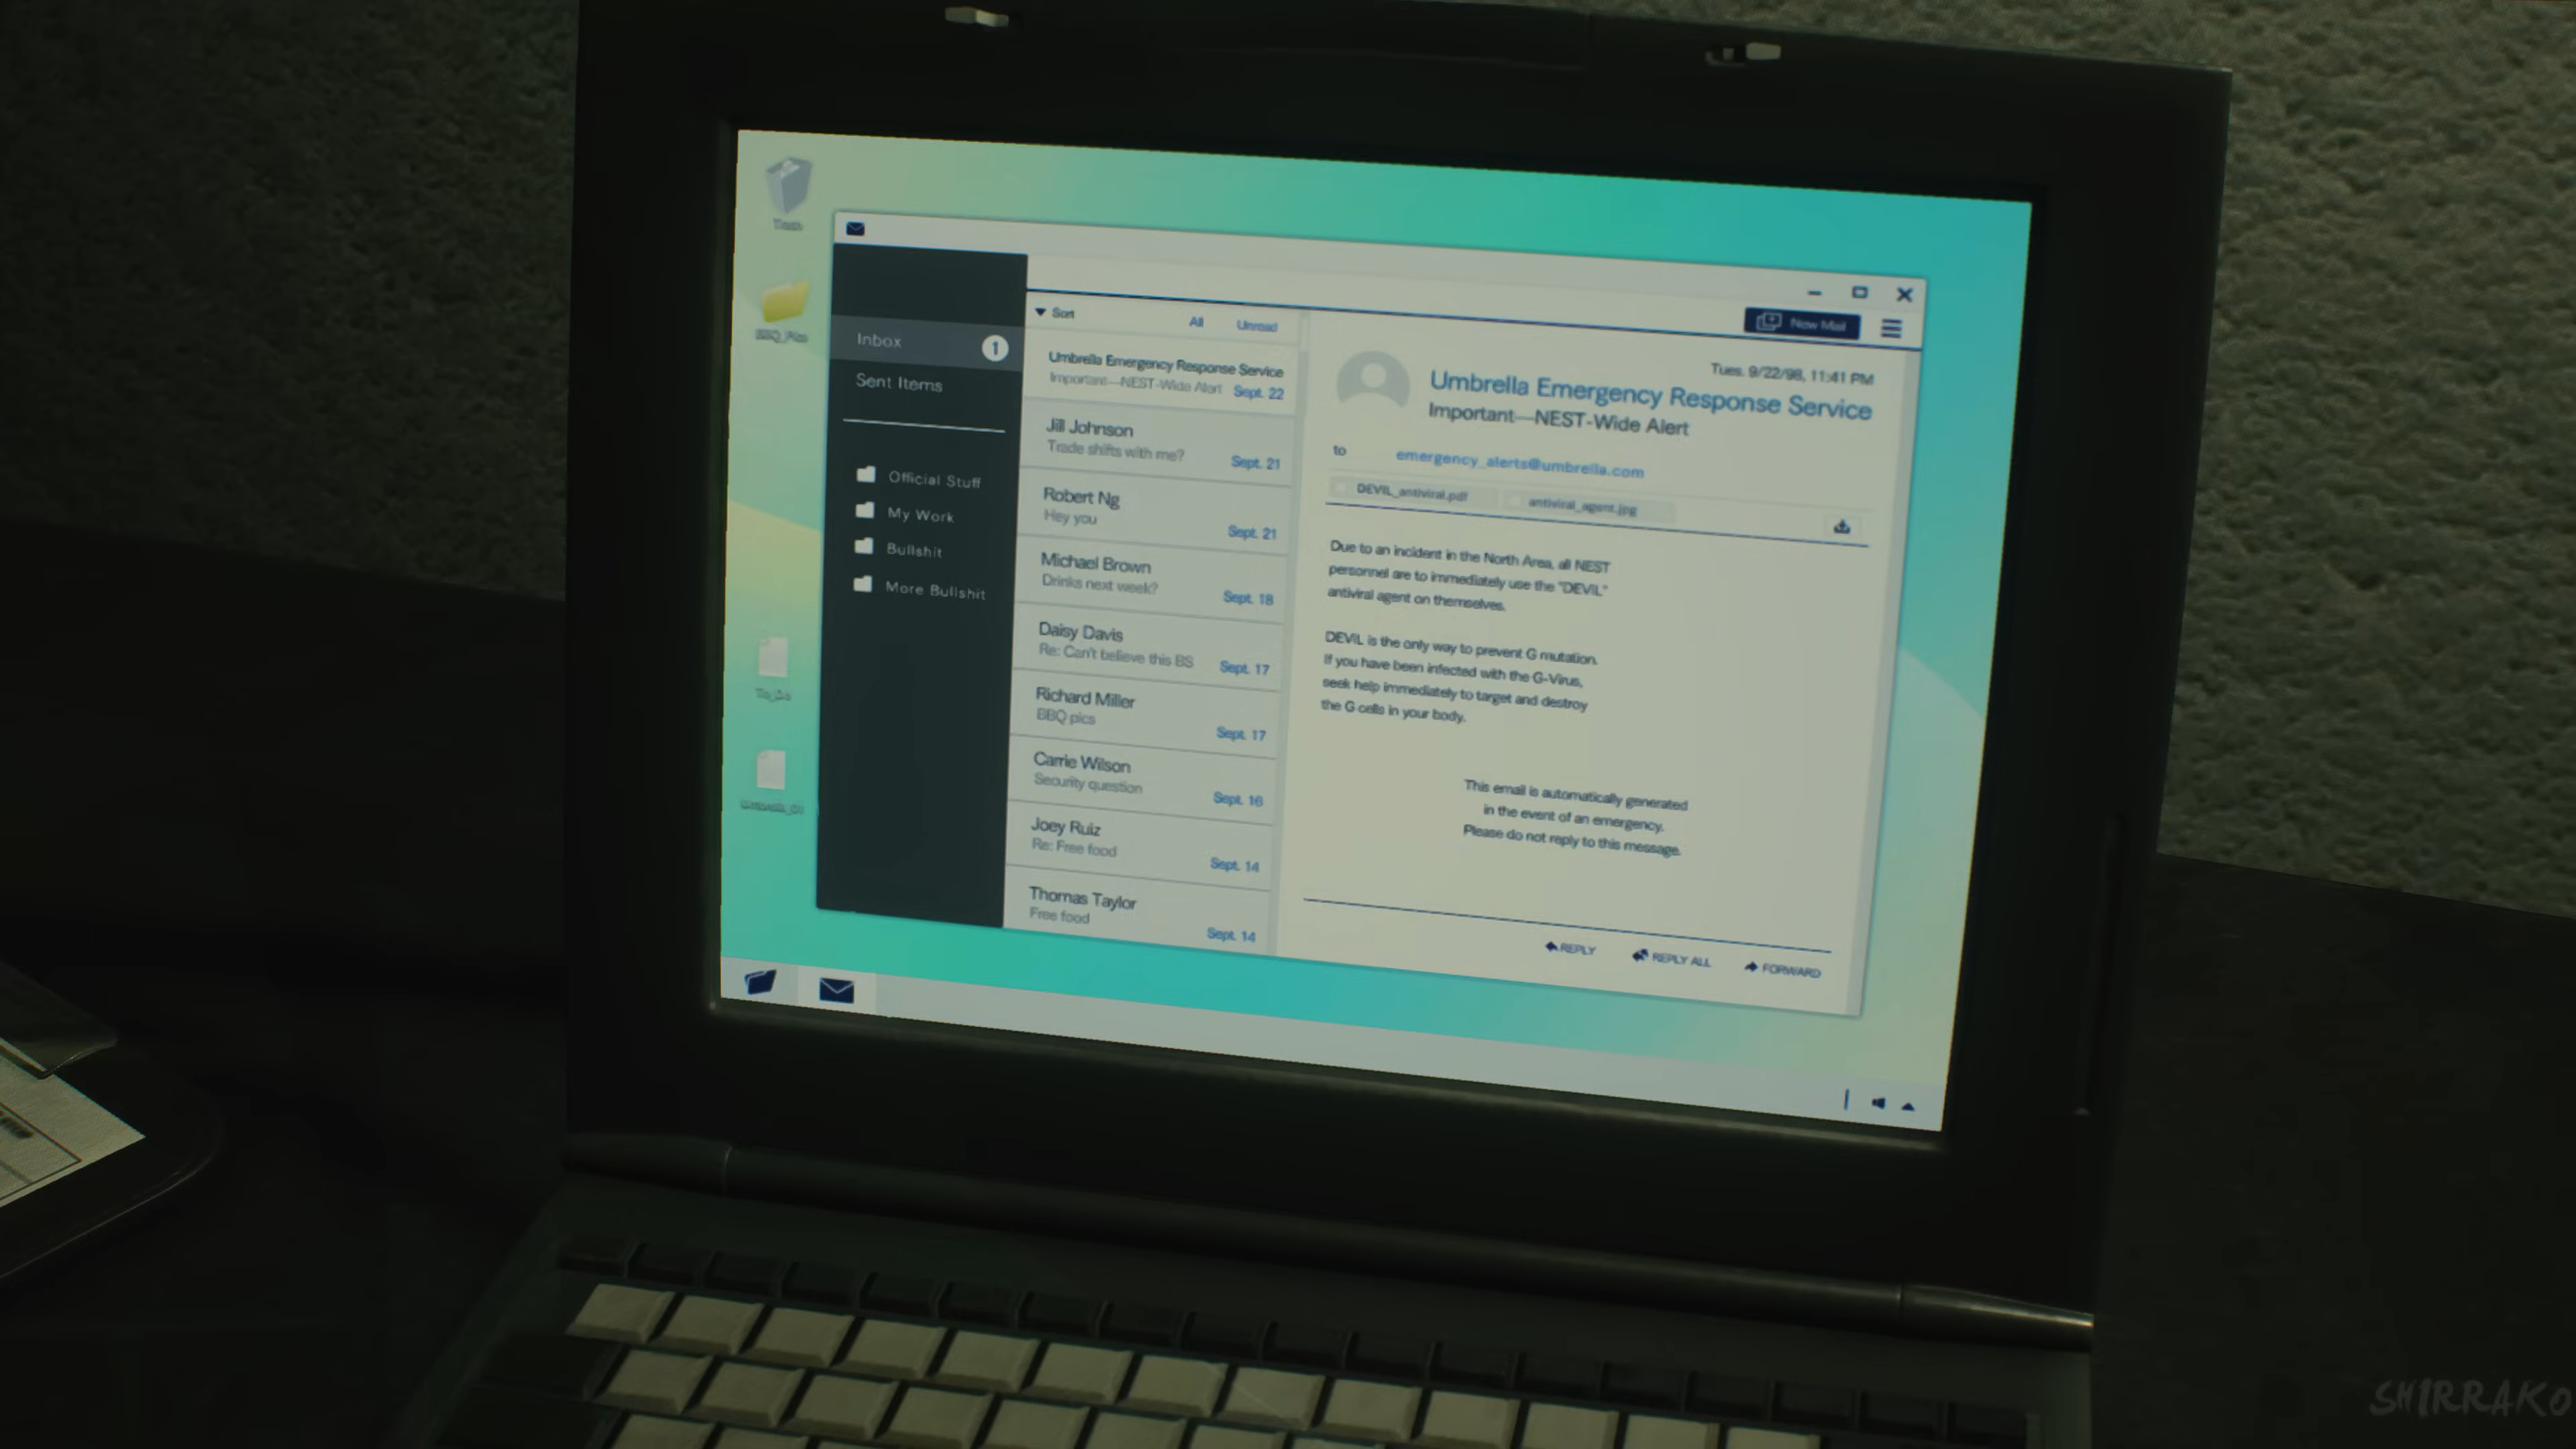 Trash
BBQ_Pics
To_Do
Inbox
1
Sent Items
Official Stuff
My Work
Bullshit
More Bullshit
Sort
All
Unread
Umbrella Emergency Response Service
Important—NEST-Wide Alert
Sept. 22
Jill Johnson
Trade shifts with me?
Sept. 21
Robert Ng
Hey you
Sept. 21
Michael Brown
Drinks next week?
Sept. 18
Daisy Davis
Re: Can't believe this BS
Sept. 17
Richard Miller
BBQ pics
Sept. 17
Carrie Wilson
Security question
Sept. 16
Joey Ruiz
Re: Free food
Sept. 14
Thomas Taylor
Free food
Sept. 14
New Mail
Tues. 9/22/98, 11:41 PM
Umbrella Emergency Response Service
Important—NEST-Wide Alert
to
emergency_alerts@umbrella.com
DEVIL_antiviral.pdf
antiviral_agent.jpg
Due to an incident in the North Area, all NEST
personnel are to immediately use the "DEVIL"
antiviral agent on themselves.
DEVIL is the only way to prevent G mutation.
If you have been infected with the G-Virus,
seek help immediately to target and destroy
the G cells in your body.
This email is automatically generated
in the event of an emergency.
Please do not reply to this message.
REPLY
REPLY ALL
FORWARD
SHIRRAKO